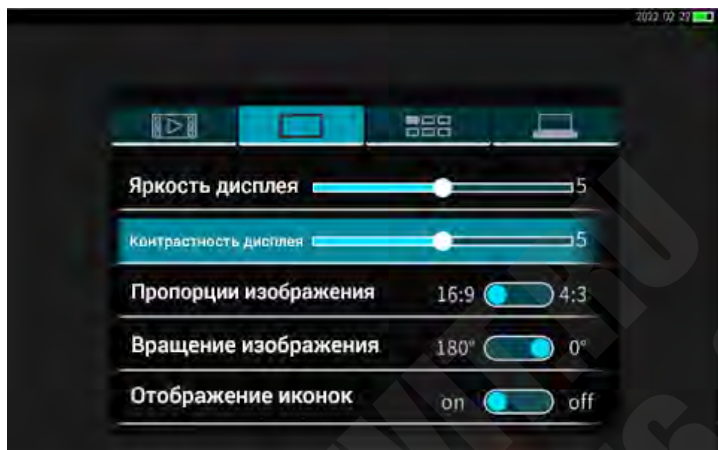 2022 02 22
Яркость дисплея 5
Контрастность дисплея 5
Пропорции изображения 16:9 4:3
Вращение изображения 180° 0°
Отображение иконок on off